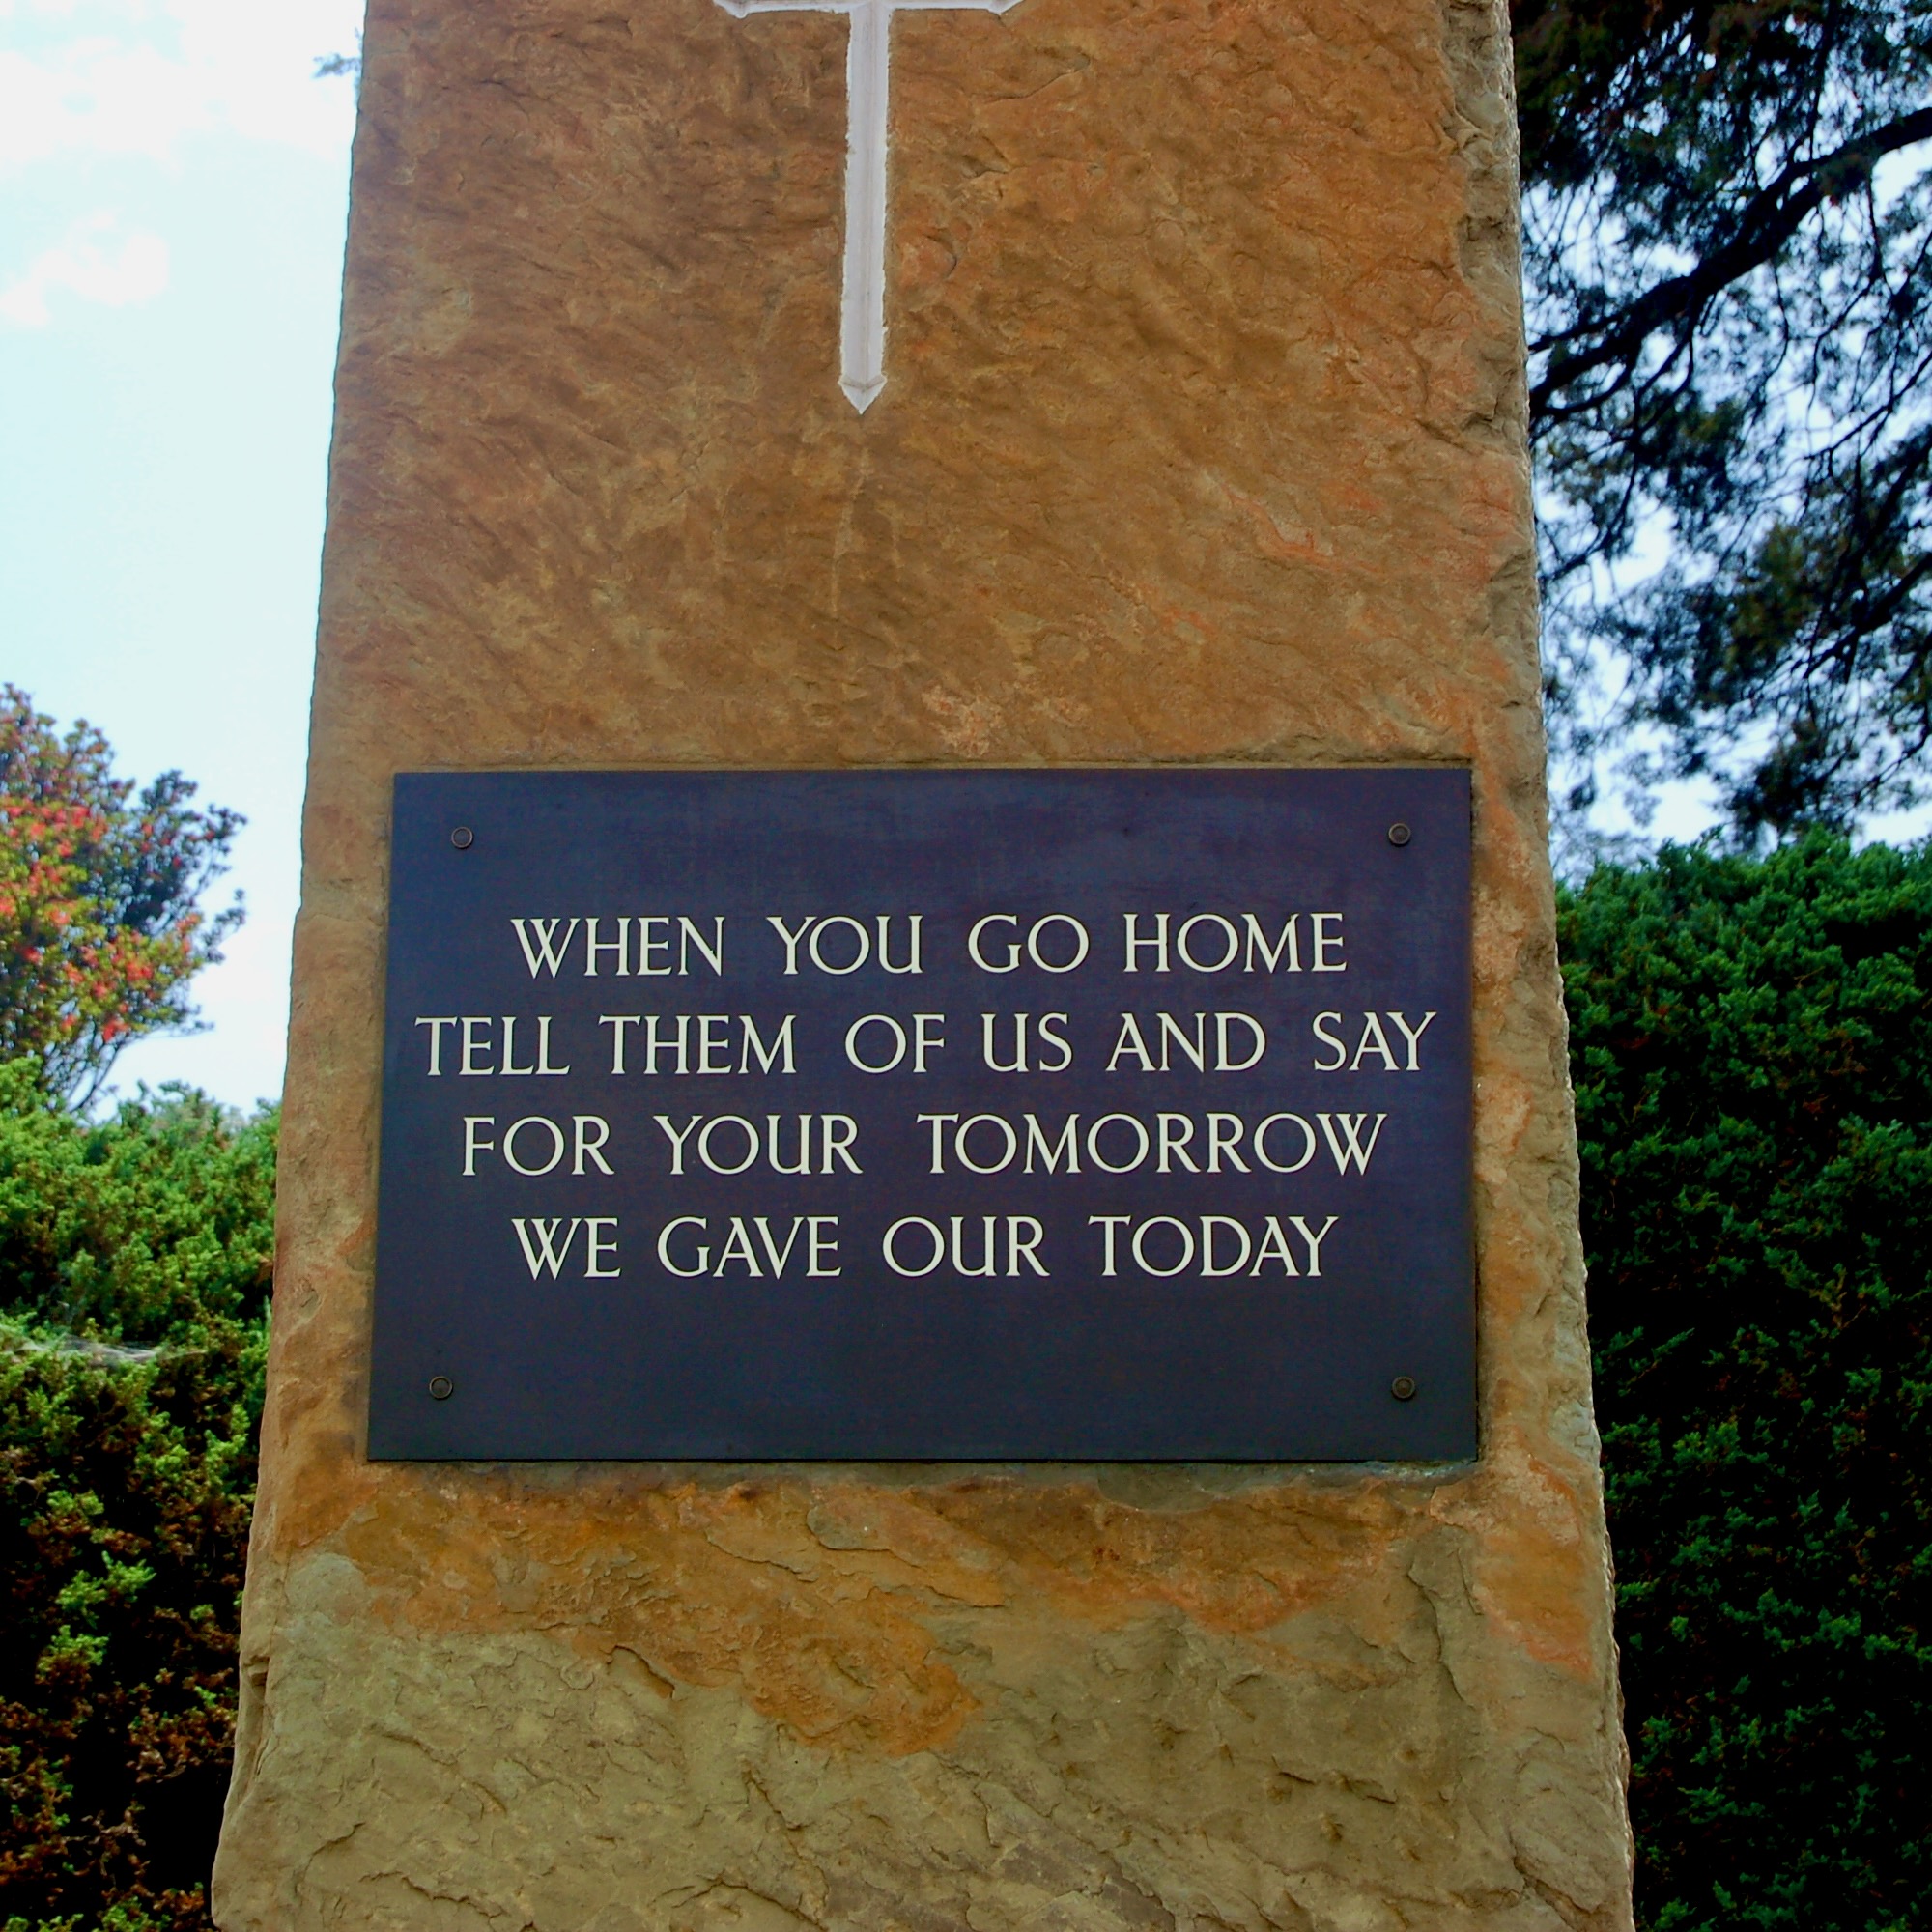 WHEN YOU GO HOME
TELL THEM OF US AND SAY
FOR YOUR TOMORROW
WE GAVE OUR TODAY